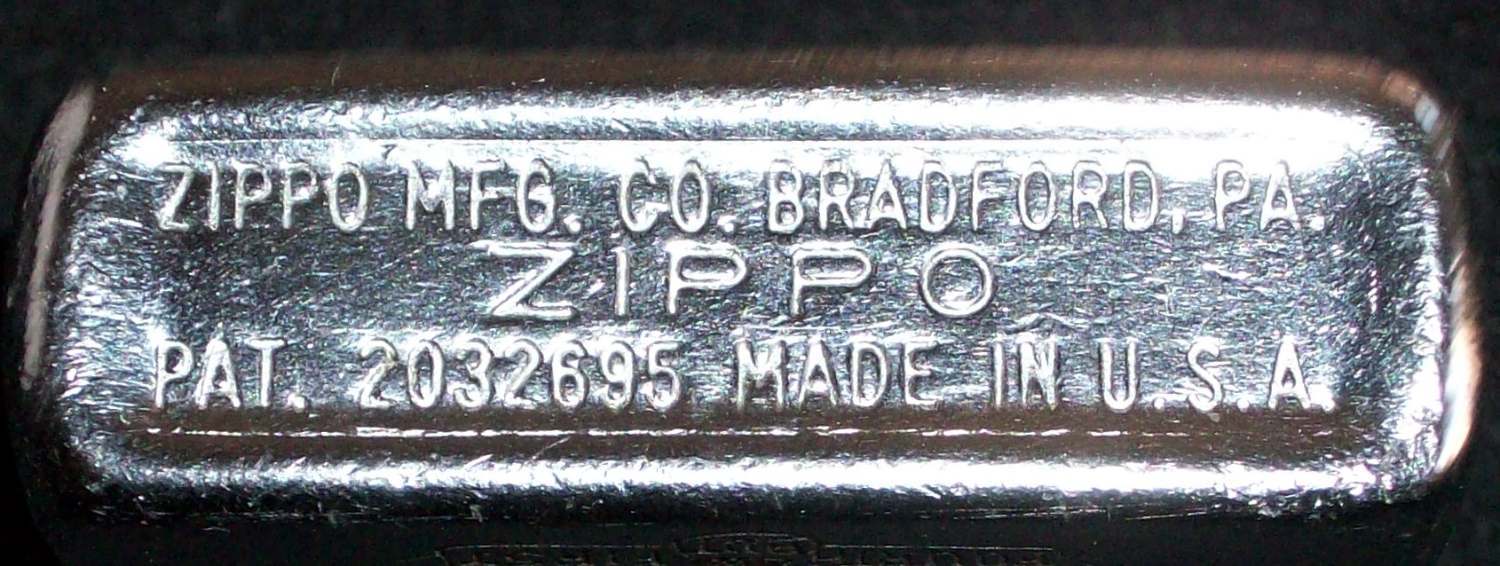 ZIPPO MFG. CO. BRADFORD, PA.
ZIPPO
PAT. 2032695 MADE IN U.S.A.